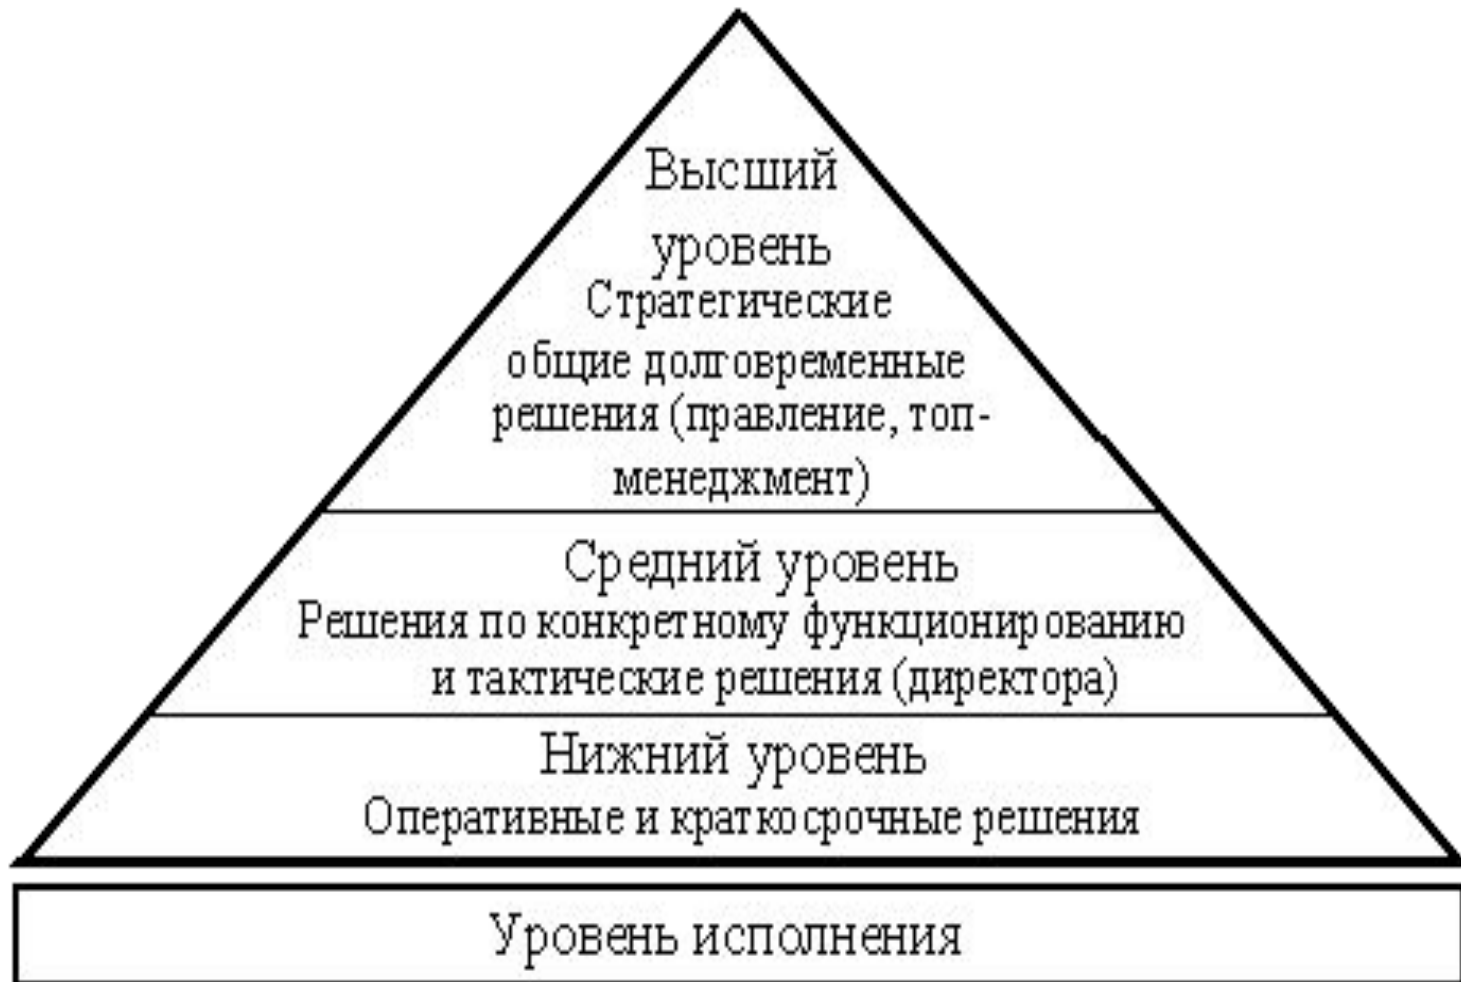 Высший
уровень
Стратегические
общие долговременные
решения (правление, топ-
менеджмент)
Средний уровень
Решения по конкретному функционированию
и тактические решения (директора)
Нижний уровень
Оперативные и краткосрочные решения
Уровень исполнения